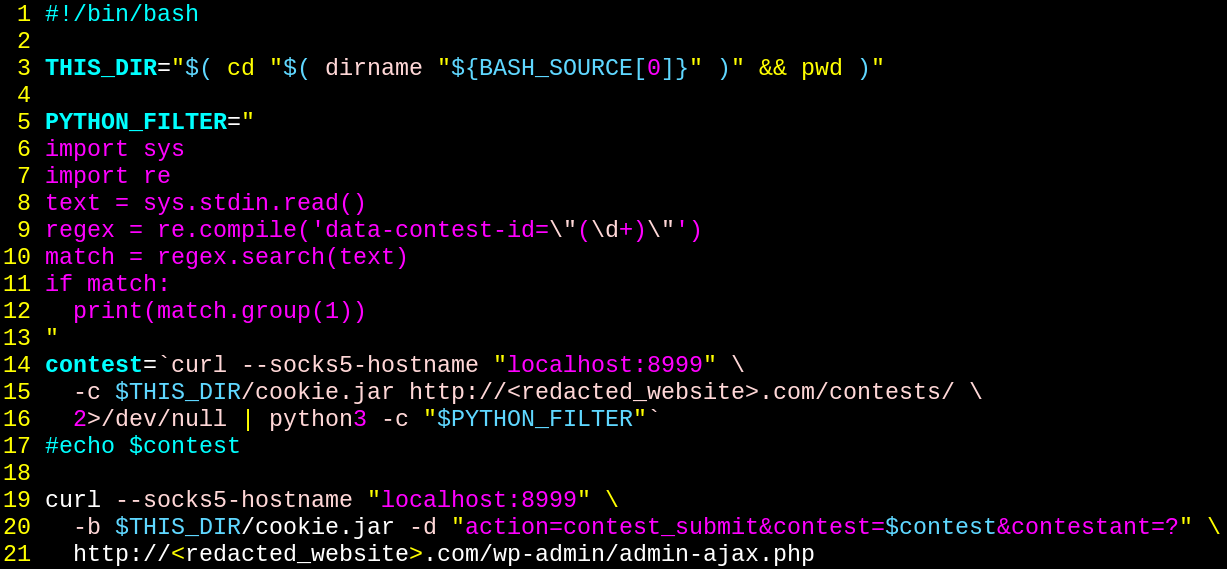 1 #!/bin/bash
2
3 THIS_DIR="$( cd "$( dirname "${BASH_SOURCE[0]}" )" && pwd )"
4
5 PYTHON_FILTER="
6 import sys
7 import re
8 text = sys.stdin.read()
9 regex = re.compile('data-contest-id=\"(\d+)\"')
10 match = regex.search(text)
11 if match:
12   print(match.group(1))
13 "
14 contest=`curl --socks5-hostname "localhost:8999" \
15   -c $THIS_DIR/cookie.jar http://<redacted_website>.com/contests/ \
16   2>/dev/null | python3 -c "$PYTHON_FILTER"`
17 #echo $contest
18
19 curl --socks5-hostname "localhost:8999" \
20   -b $THIS_DIR/cookie.jar -d "action=contest_submit&contest=$contest&contestant=?" \
21   http://<redacted_website>.com/wp-admin/admin-ajax.php